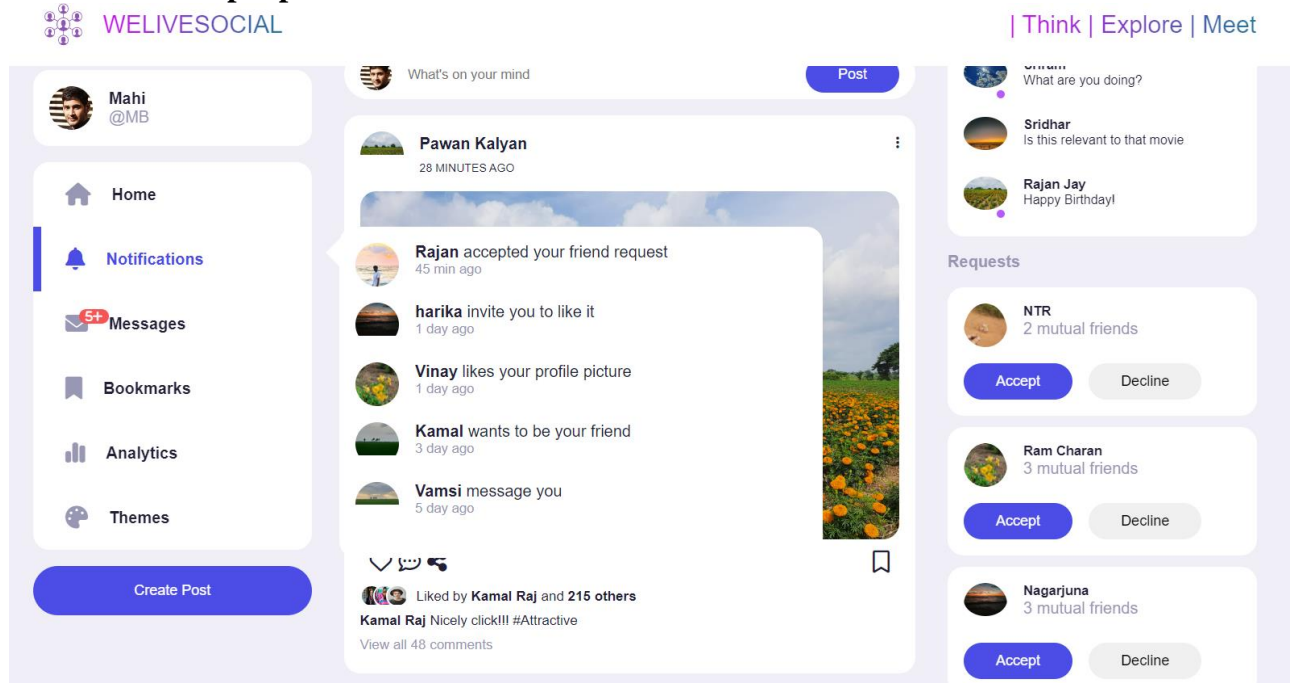 WELIVESOCIAL
| Think | Explore | Meet
Mahi
@MB
Home
Notifications
5+
Messages
Bookmarks
Analytics
Themes
Create Post
What's on your mind
Post
Pawan Kalyan
28 MINUTES AGO
Rajan accepted your friend request
45 min ago
harika invite you to like it
1 day ago
Vinay likes your profile picture
1 day ago
Kamal wants to be your friend
3 day ago
Vamsi message you
5 day ago
Liked by Kamal Raj and 215 others
Kamal Raj Nicely click!!! #Attractive
View all 48 comments
What are you doing?
Sridhar
Is this relevant to that movie
Rajan Jay
Happy Birthday!
Requests
NTR
2 mutual friends
Accept
Decline
Ram Charan
3 mutual friends
Accept
Decline
Nagarjuna
3 mutual friends
Accept
Decline